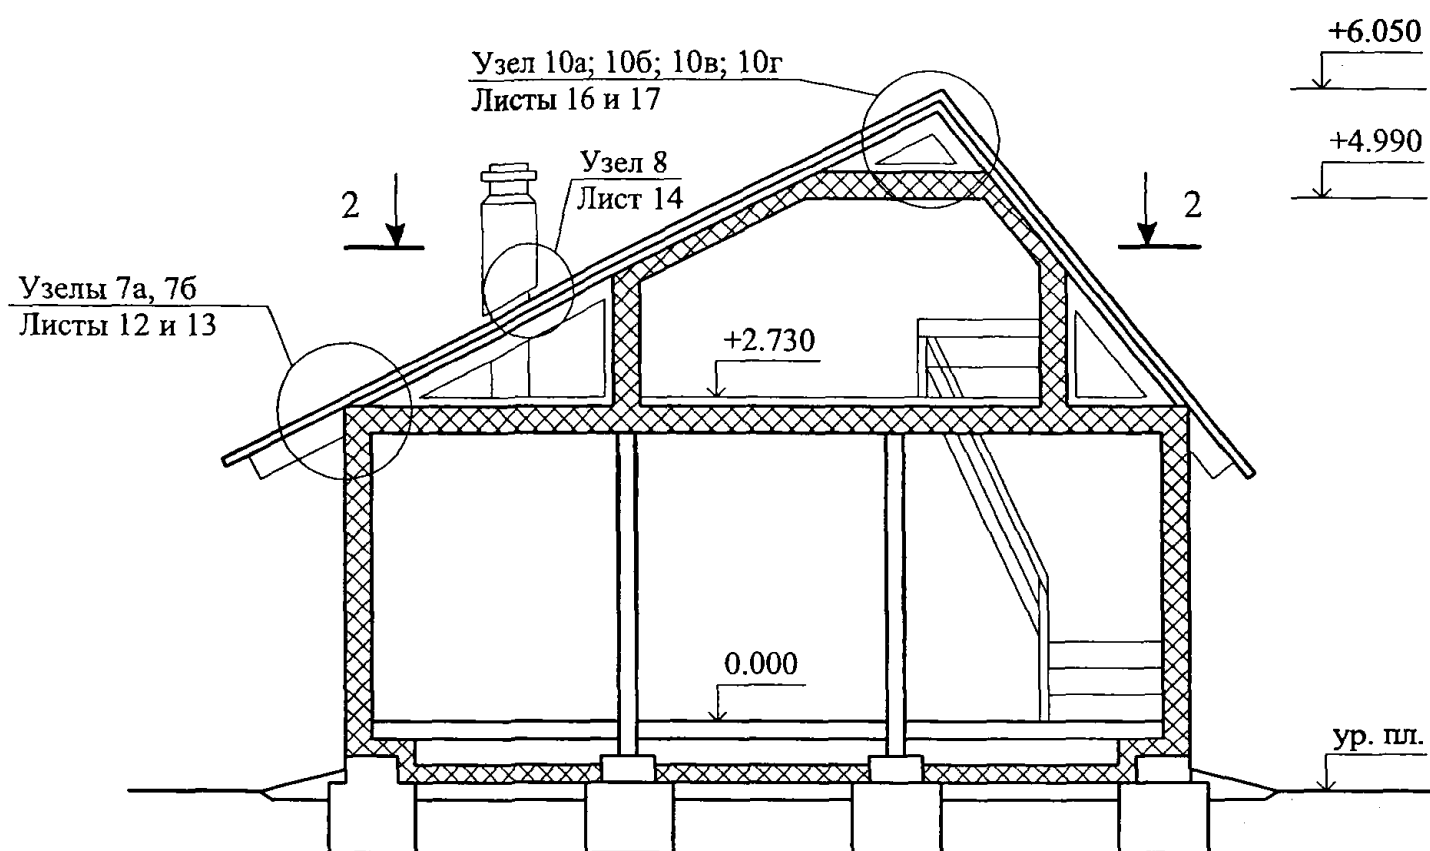 +6.050
Узел 10а; 10б; 10в; 10г
Листы 16 и 17
+4.990
Узел 8
Лист 14
2
2
Узелы 7а, 7б
Листы 12 и 13
+2.730
0.000
ур. пл.